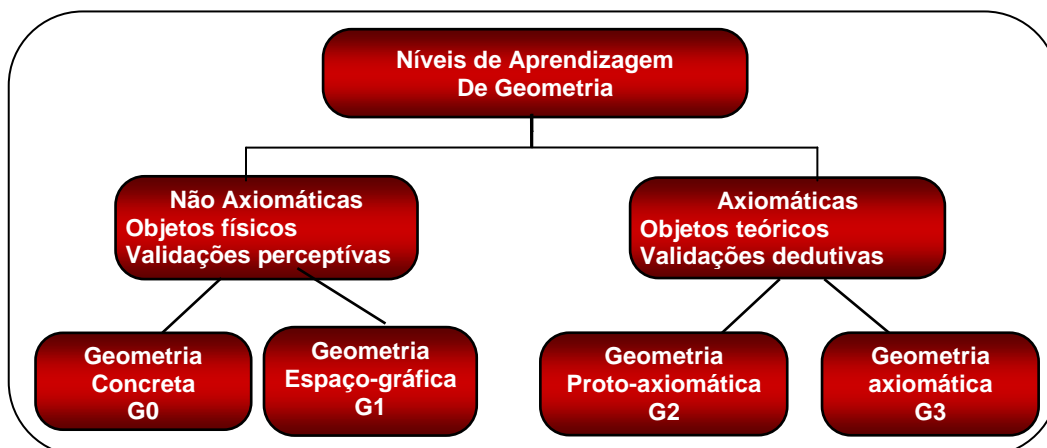 Níveis de Aprendizagem
De Geometria
Não Axiomáticas
Objetos físicos
Validações perceptívas
Axiomáticas
Objetos teóricos
Validações dedutivas
Geometria
Concreta
G0
Geometria
Espaço-gráfica
G1
Geometria
Proto-axiomática
G2
Geometria
axiomática
G3